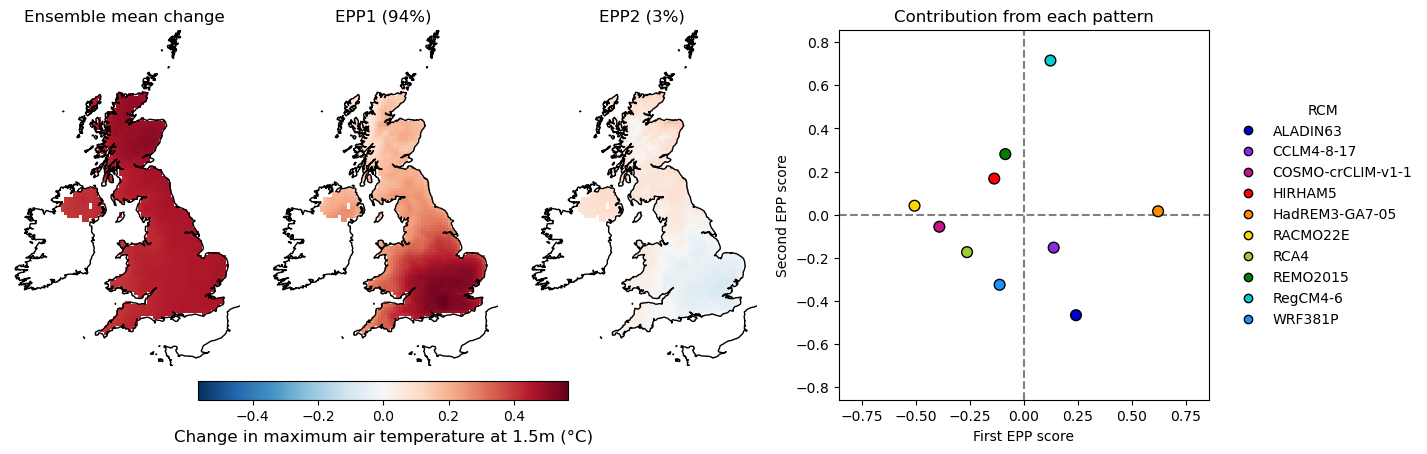 Ensemble mean change
EPP1 (94%)
EPP2 (3%)
Contribution from each pattern
−0.4 −0.2 0.0 0.2 0.4
Change in maximum air temperature at 1.5m (°C)
Second EPP score
0.8
0.6
0.4
0.2
0.0
−0.2
−0.4
−0.6
−0.8
−0.75 −0.50 −0.25 0.00 0.25 0.50 0.75
First EPP score
RCM
ALADIN63
CCLM4-8-17
COSMO-crCLIM-v1-1
HIRHAM5
HadREM3-GA7-05
RACMO22E
RCA4
REMO2015
RegCM4-6
WRF381P